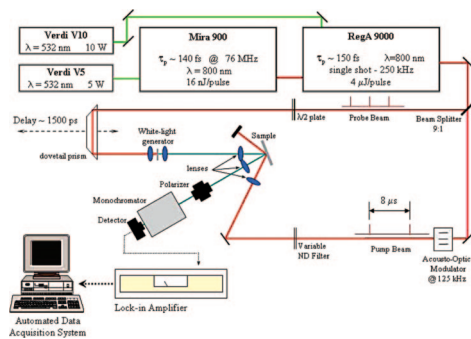 Verdi V10
λ = 532 nm 10 W
Verdi V5
λ = 532 nm 5 W
Mira 900
τp ~ 140 fs @ 76 MHz
λ = 800 nm
16 nJ/pulse
RegA 9000
τp ~ 150 fs λ=800nm
single shot - 250 kHz
4 μJ/pulse
Delay ~ 1500 ps
dovetail prism
White-light
generator
Sample
lenses
Polarizer
Monochromator
Detector
λ/2 plate
Probe Beam
Beam Splitter
9:1
8 μs
Variable
ND Filter
Pump Beam
Acousto-Optic
Modulator
@ 125 kHz
Lock-in Amplifier
Automated Data
Acquisition System